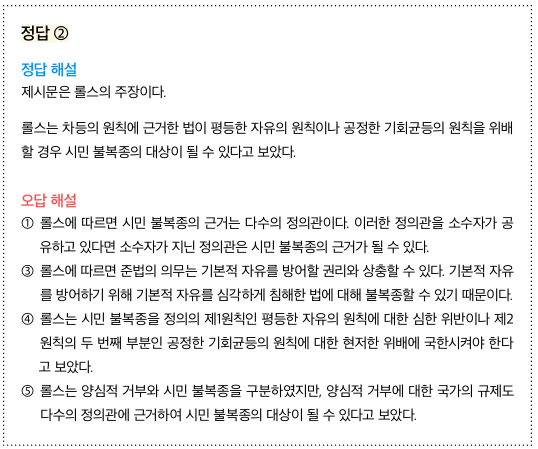 정답 ②
정답 해설
제시문은 롤스의 주장이다.
롤스는 차등의 원칙에 근거한 법이 평등한 자유의 원칙이나 공정한 기회균등의 원칙을 위배
할 경우 시민 불복종의 대상이 될 수 있다고 보았다.
오답 해설
① 롤스에 따르면 시민 불복종의 근거는 다수의 정의관이다. 이러한 정의관을 소수자가 공
유하고 있다면 소수자가 지닌 정의관은 시민 불복종의 근거가 될 수 있다.
③ 롤스에 따르면 준법의 의무는 기본적 자유를 방어할 권리와 상충할 수 있다. 기본적 자유
를 방어하기 위해 기본적 자유를 심각하게 침해한 법에 대해 불복종할 수 있기 때문이다.
④ 롤스는 시민 불복종을 정의의 제1원칙인 평등한 자유의 원칙에 대한 심한 위반이나 제2
원칙의 두 번째 부분인 공정한 기회균등의 원칙에 대한 현저한 위배에 국한시켜야 한다
고 보았다.
⑤ 롤스는 양심적 거부와 시민 불복종을 구분하였지만, 양심적 거부에 대한 국가의 규제도
다수의 정의관에 근거하여 시민 불복종의 대상이 될 수 있다고 보았다.